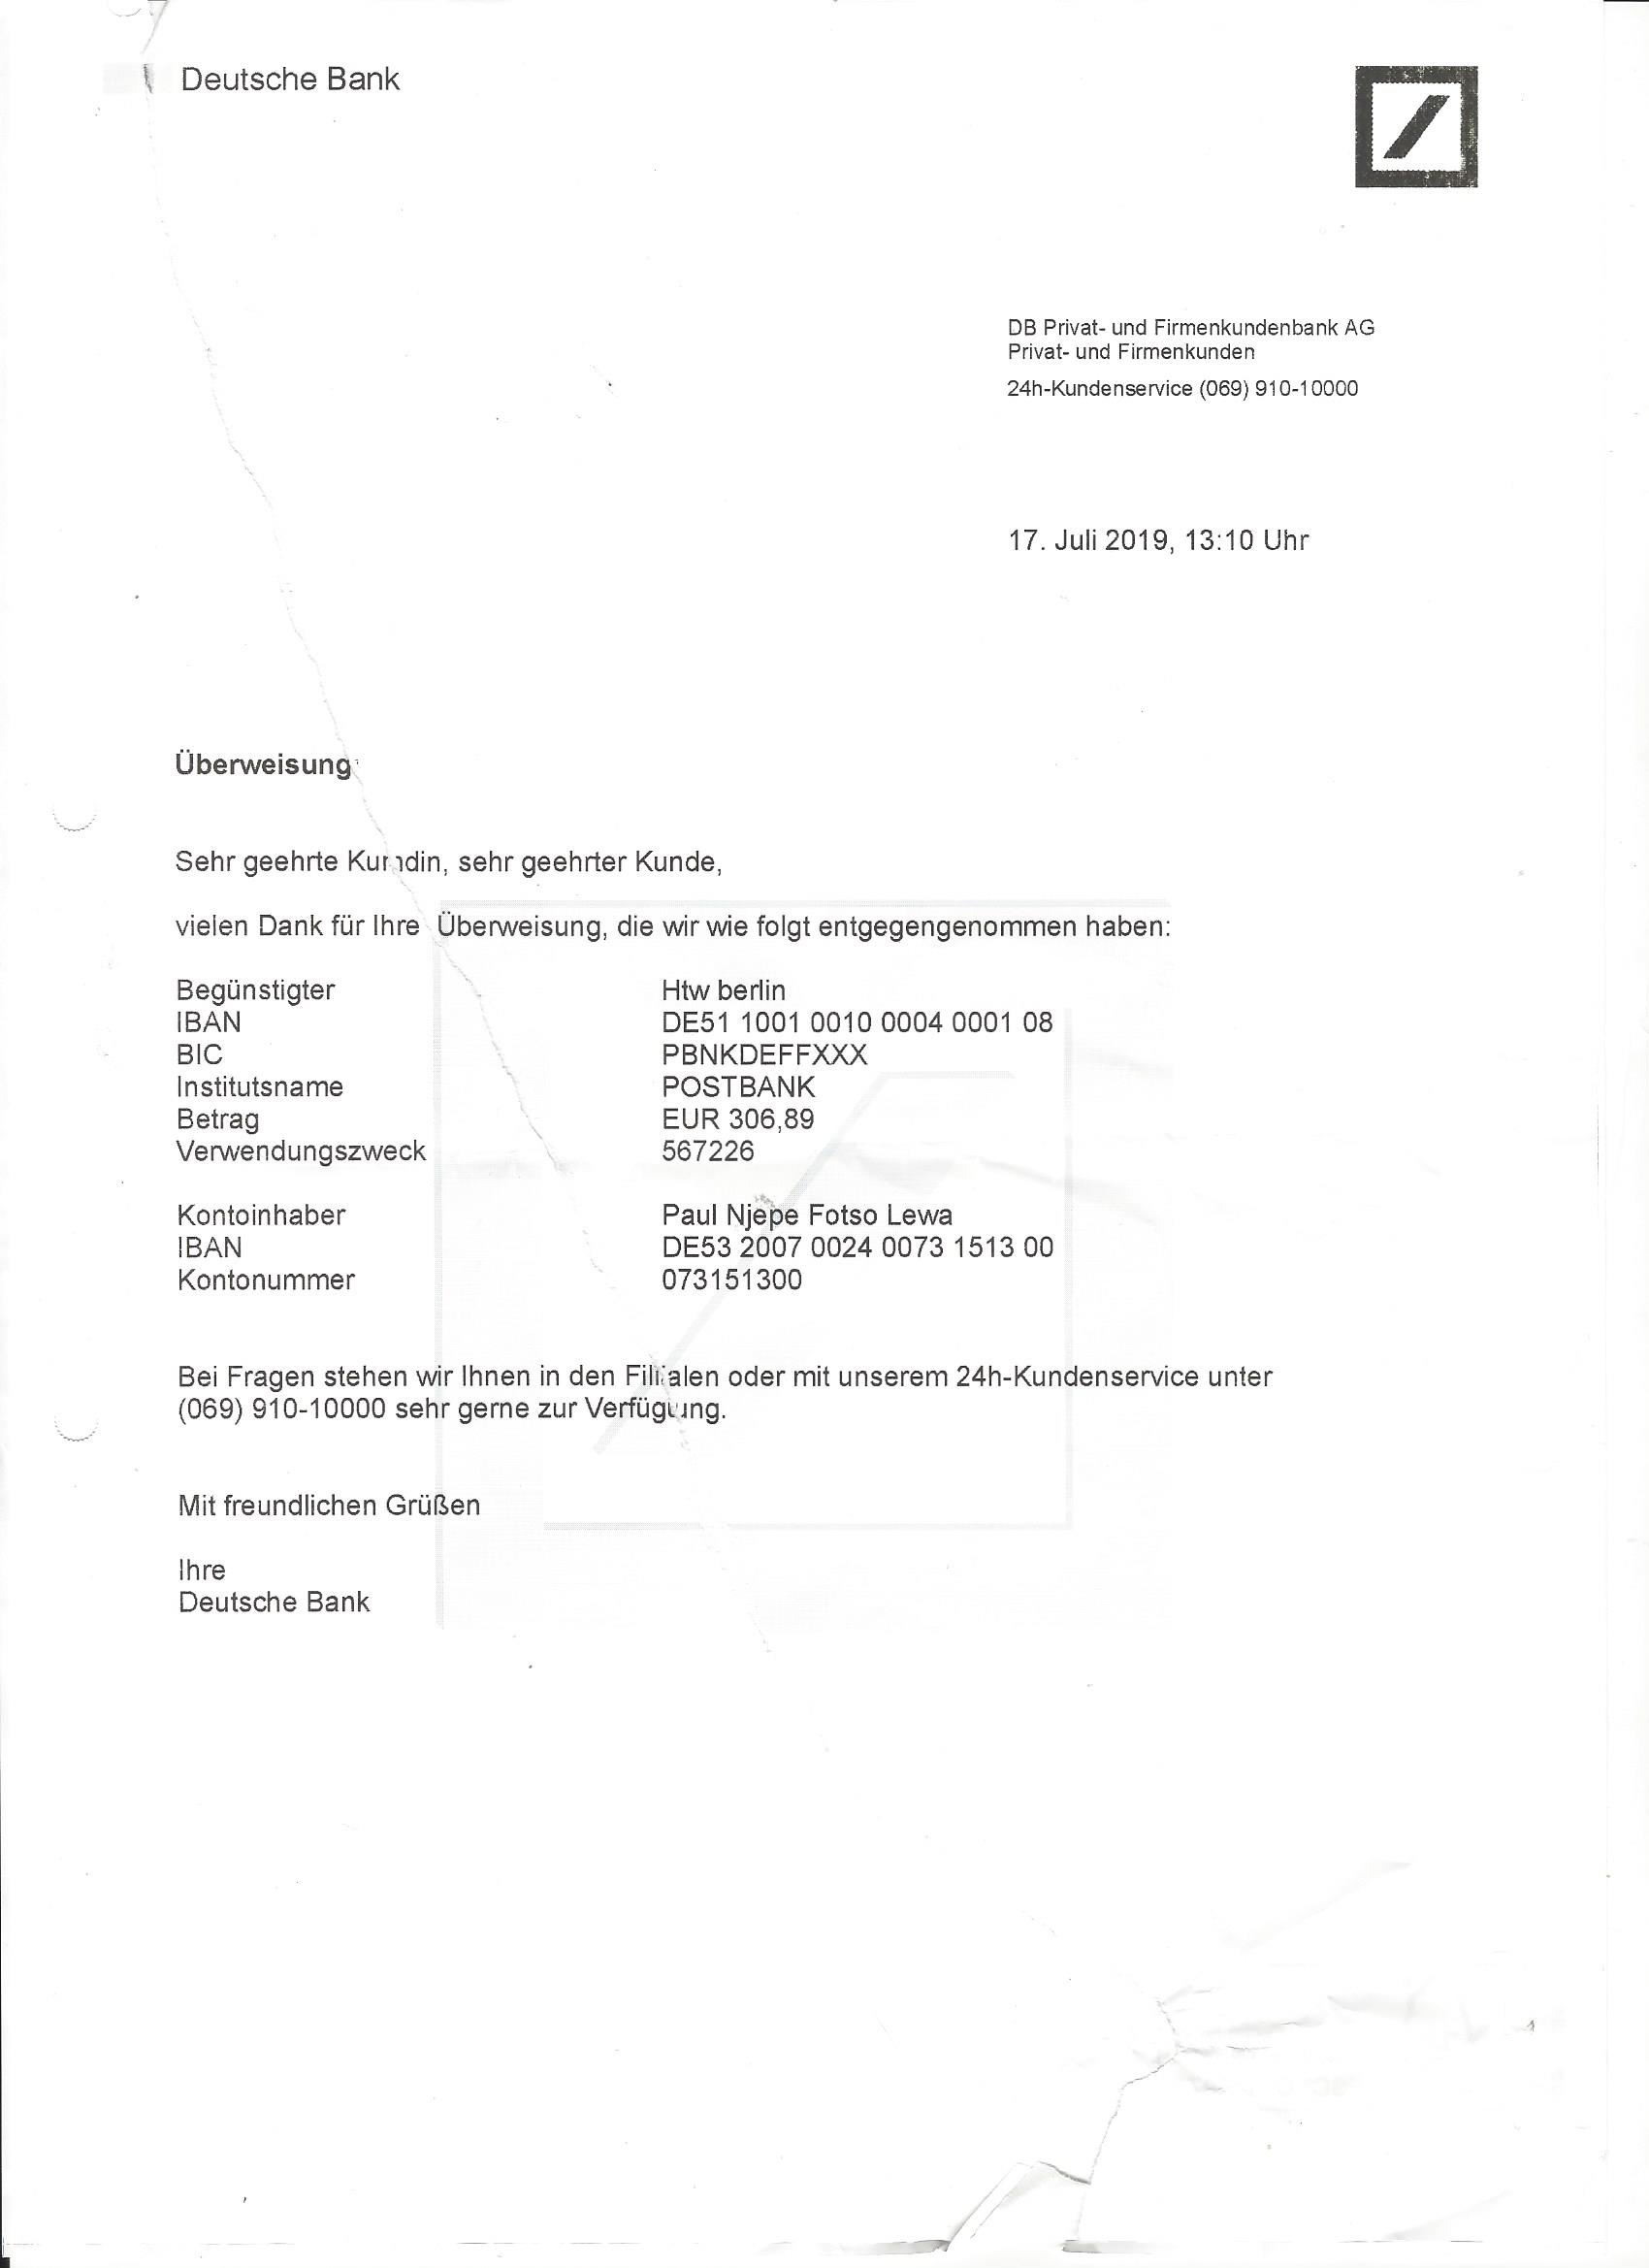 Deutsche Bank
DB Privat- und Firmenkundenbank AG
Privat- und Firmenkunden
24h-Kundenservice (069) 910-10000
17. Juli 2019, 13:10 Uhr
Überweisung
Sehr geehrte Kundin, sehr geehrter Kunde,
vielen Dank für Ihre Überweisung, die wir wie folgt entgegengenommen haben:
Begünstigter Htw berlin
IBAN DE51 1001 0010 0004 0001 08
BIC PBNKDEFFXXX
Institutsname POSTBANK
Betrag EUR 306,89
Verwendungszweck 567226
Kontoinhaber Paul Njepe Fotso Lewa
IBAN DE53 2007 0024 0073 1513 00
Kontonummer 073151300
Bei Fragen stehen wir Ihnen in den Filialen oder mit unserem 24h-Kundenservice unter
(069) 910-10000 sehr gerne zur Verfügung.
Mit freundlichen Grüßen
Ihre
Deutsche Bank